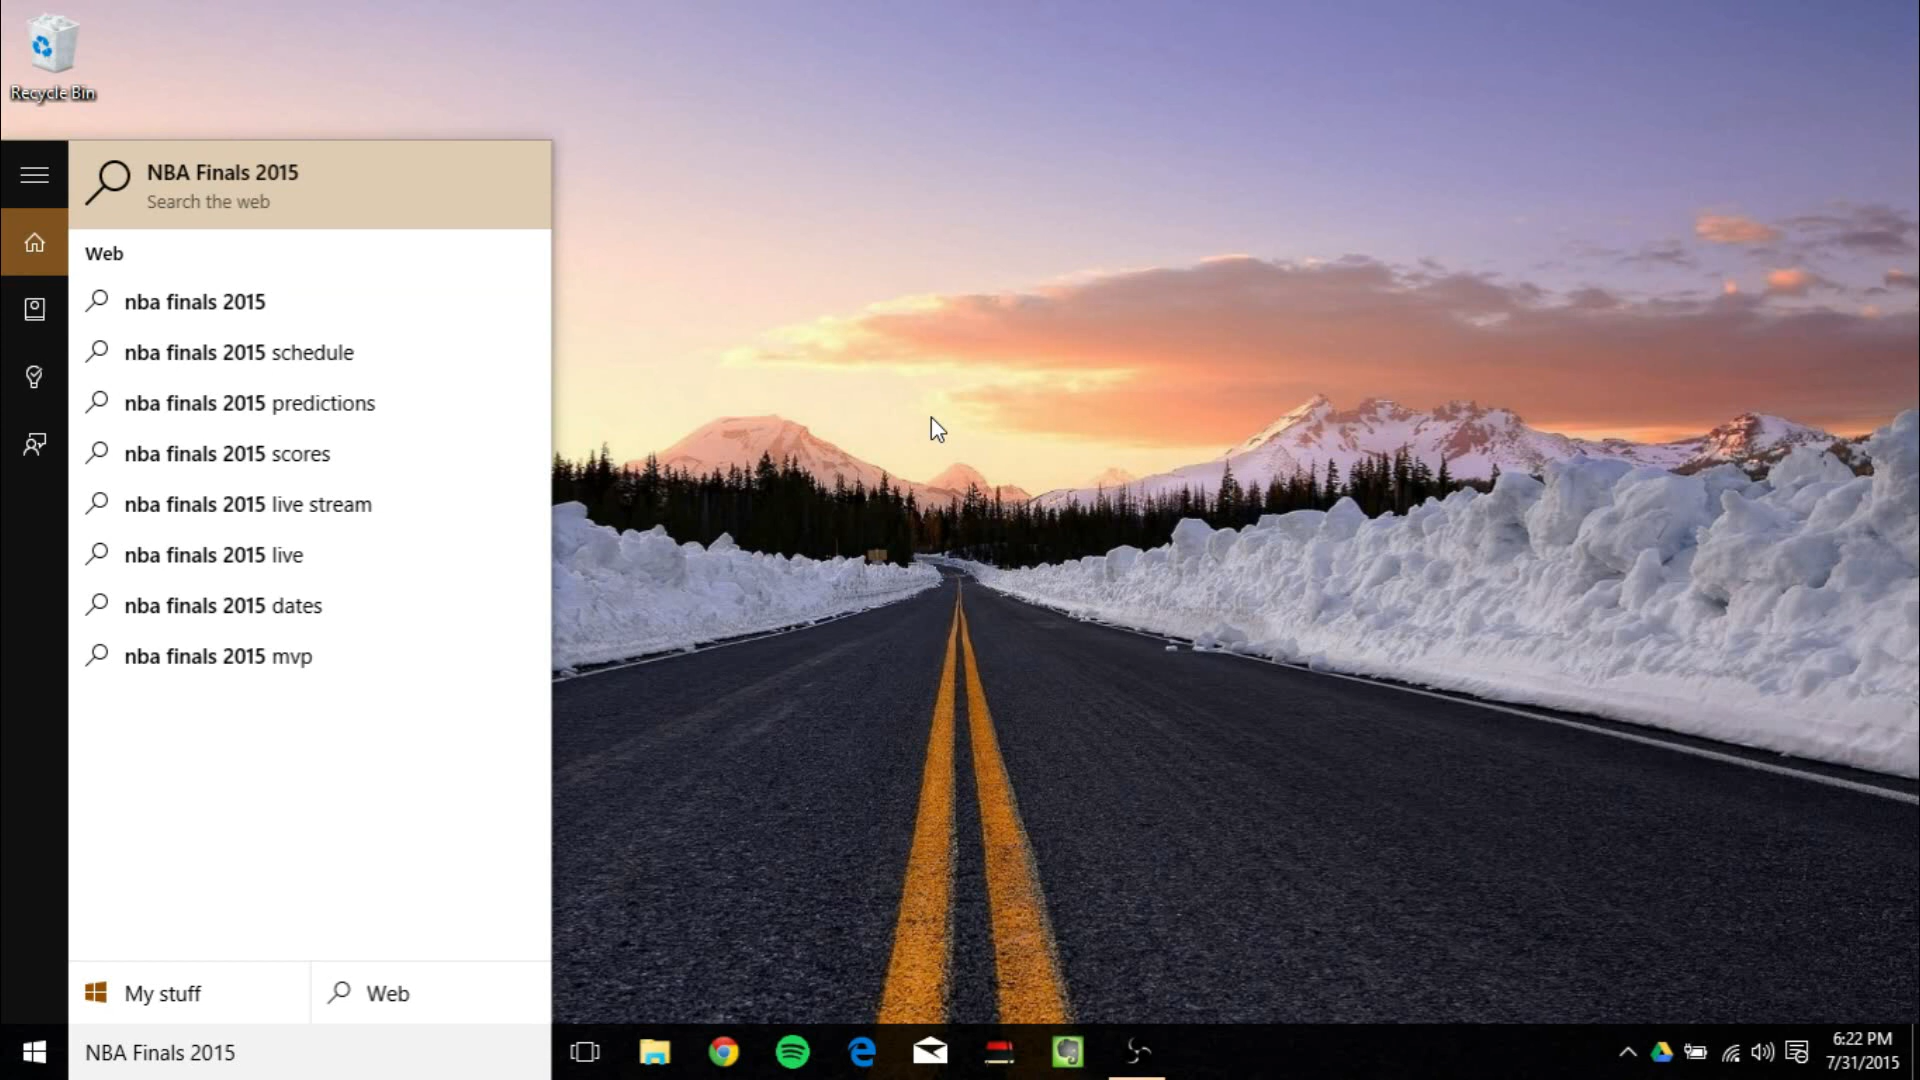 Recycle Bin
NBA Finals 2015
Search the web
Web
nba finals 2015
nba finals 2015 schedule
nba finals 2015 predictions
nba finals 2015 scores
nba finals 2015 live stream
nba finals 2015 live
nba finals 2015 dates
nba finals 2015 mvp
My stuff
Web
NBA Finals 2015
6:22 PM
7/31/2015